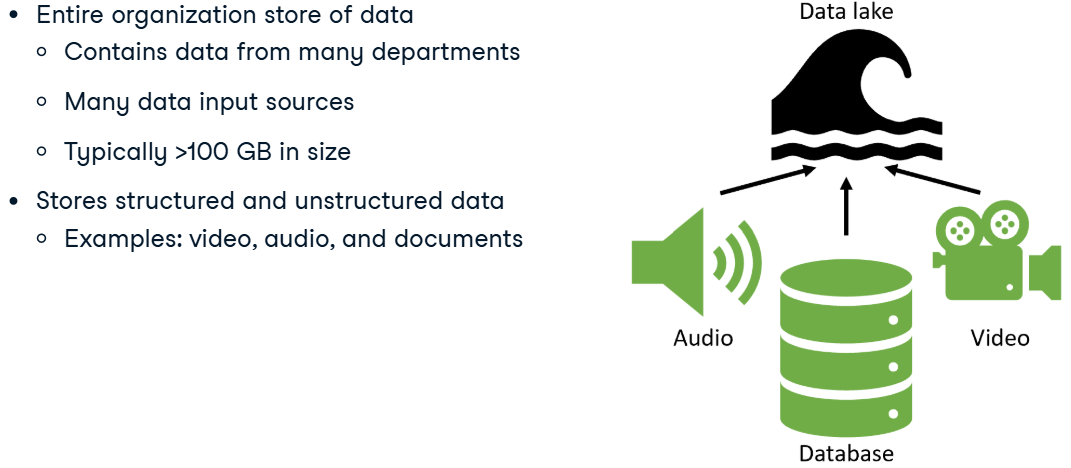 Entire organization store of data
Contains data from many departments
Many data input sources
Typically >100 GB in size
Stores structured and unstructured data
Examples: video, audio, and documents
Data lake
Audio
Video
Database